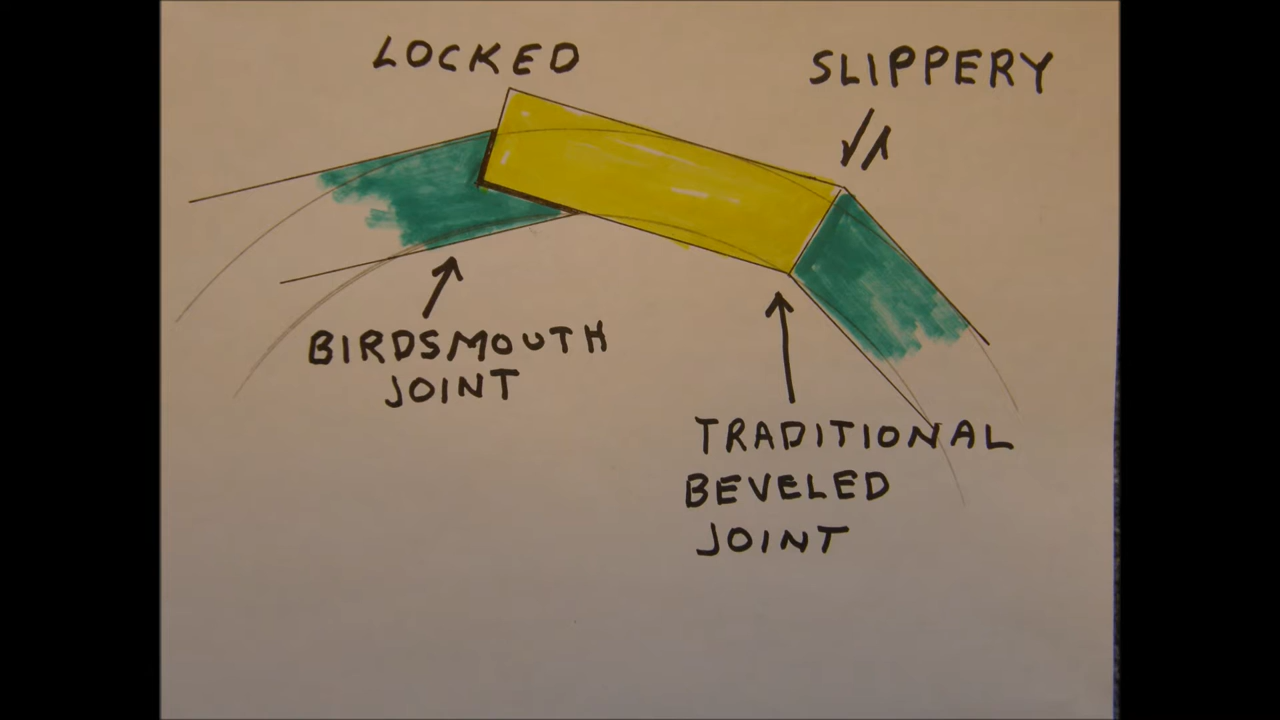 LOCKED
SLIPPERY
BIRDSMOUTH
JOINT
TRADITIONAL
BEVELED
JOINT